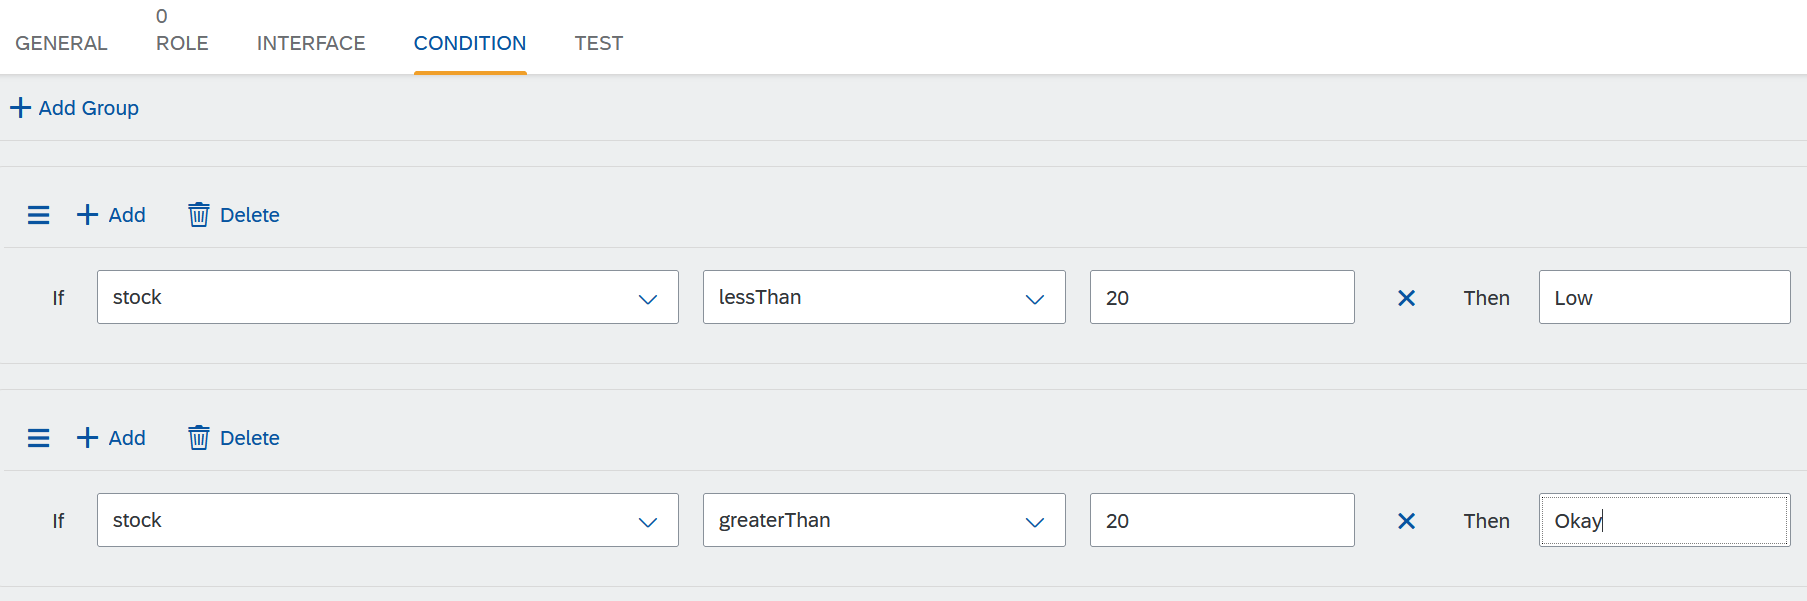 0
GENERAL ROLE INTERFACE CONDITION TEST
Add Group
Add Delete
If stock lessThan 20 Then Low
Add Delete
If stock greaterThan 20 Then Okay